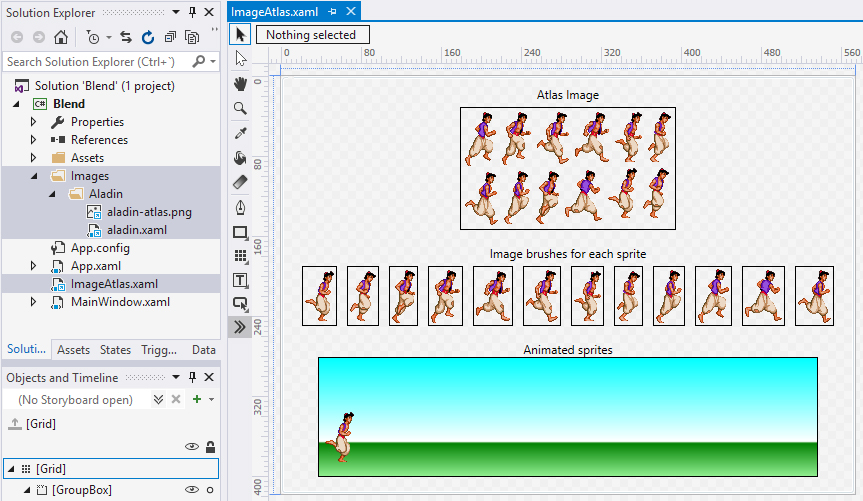 Solution Explorer
Search Solution Explorer (Ctrl+¨)
Solution 'Blend' (1 project)
C# Blend
Properties
References
Assets
Images
Aladin
aladin-atlas.png
aladin.xaml
App.config
App.xaml
ImageAtlas.xaml
MainWindow.xaml
Soluti... Assets States Trigg... Data
Objects and Timeline
(No Storyboard open)
[Grid]
[Grid]
[GroupBox]
ImageAtlas.xaml
Nothing selected
0 80 160 240 320 400 480 560
0
80
160
240
320
400
Atlas Image
Image brushes for each sprite
Animated sprites